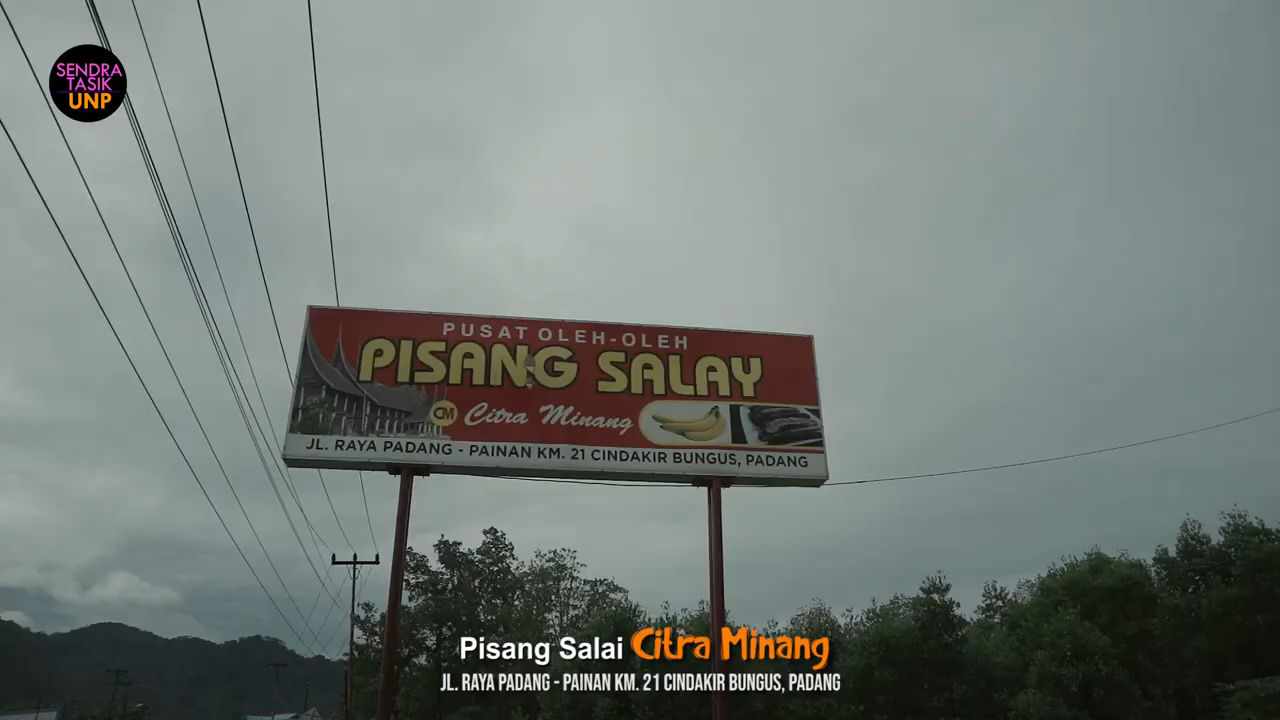 SENDRA
TASIK
UNP
PUSAT OLEH-OLEH
PISANG SALAY
CM Citra Minang
JL. RAYA PADANG - PAINAN KM. 21 CINDAKIR BUNGUS, PADANG
Pisang Salai Citra Minang
JL. RAYA PADANG - PAINAN KM. 21 CINDAKIR BUNGUS, PADANG